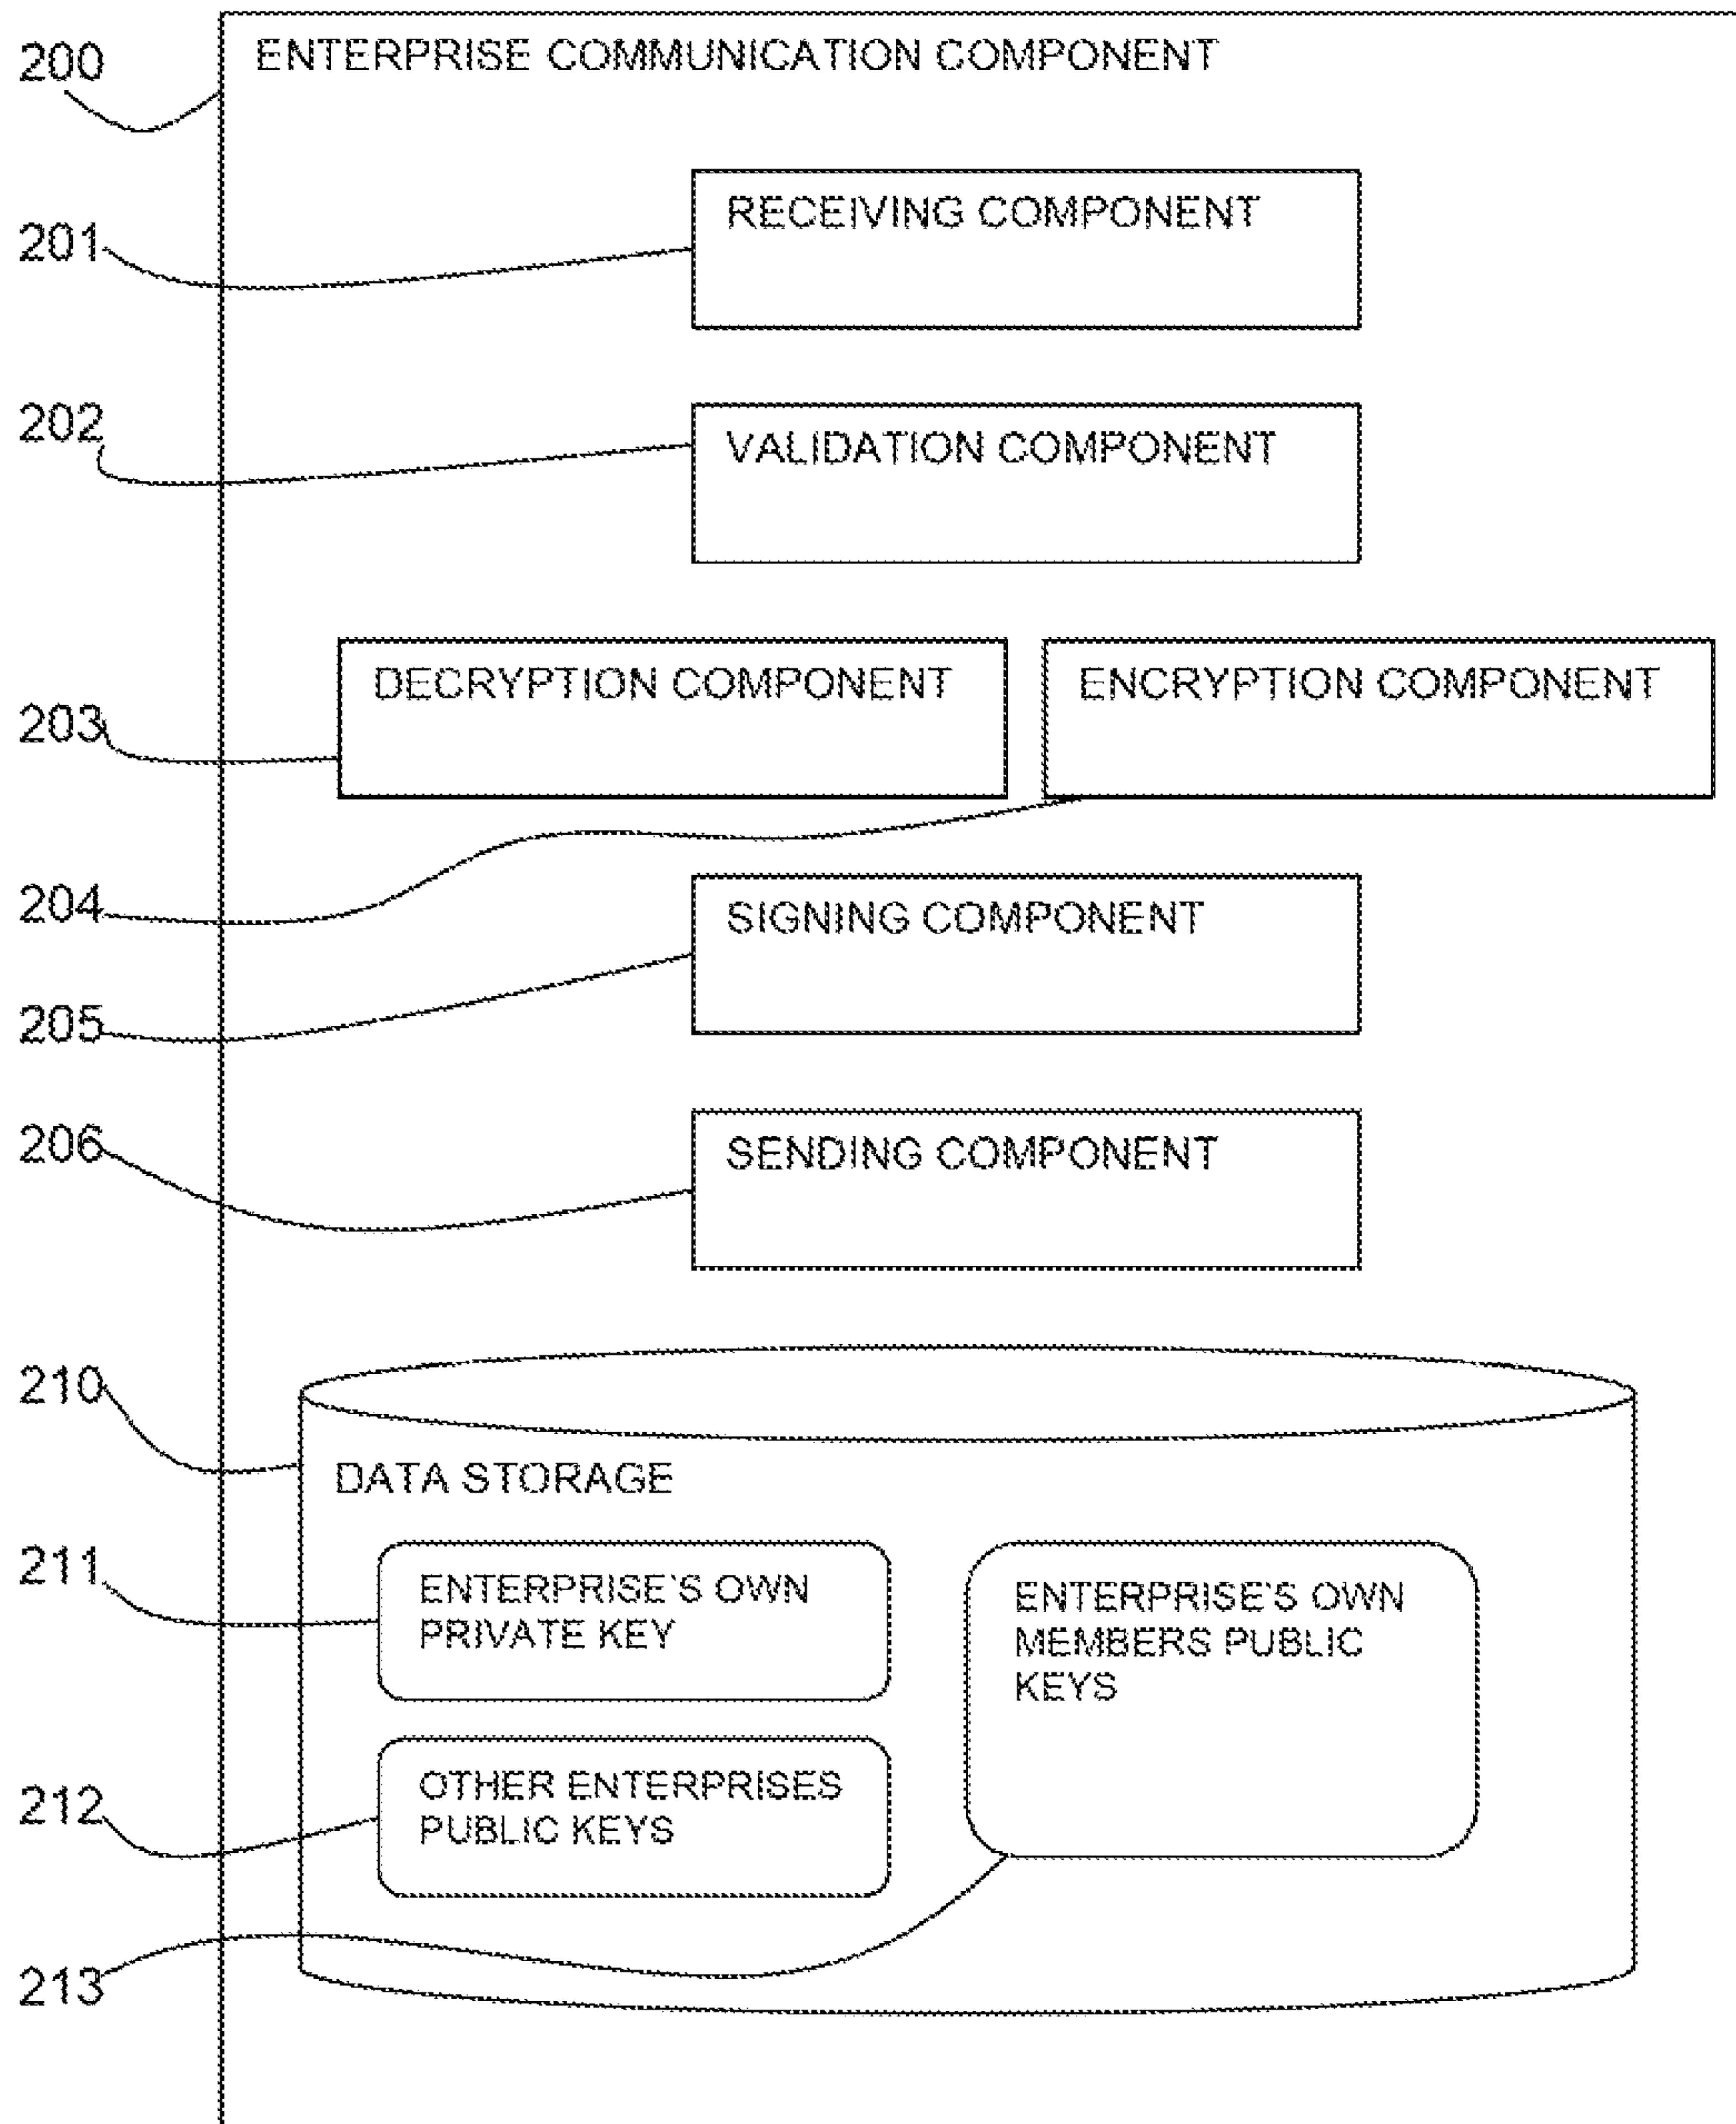 200
ENTERPRISE COMMUNICATION COMPONENT
201
RECEIVING COMPONENT
202
VALIDATION COMPONENT
203
DECRYPTION COMPONENT
ENCRYPTION COMPONENT
204
SIGNING COMPONENT
205
206
SENDING COMPONENT
210
DATA STORAGE
211
ENTERPRISE'S OWN
PRIVATE KEY
ENTERPRISE'S OWN
MEMBERS PUBLIC
KEYS
212
OTHER ENTERPRISES
PUBLIC KEYS
213